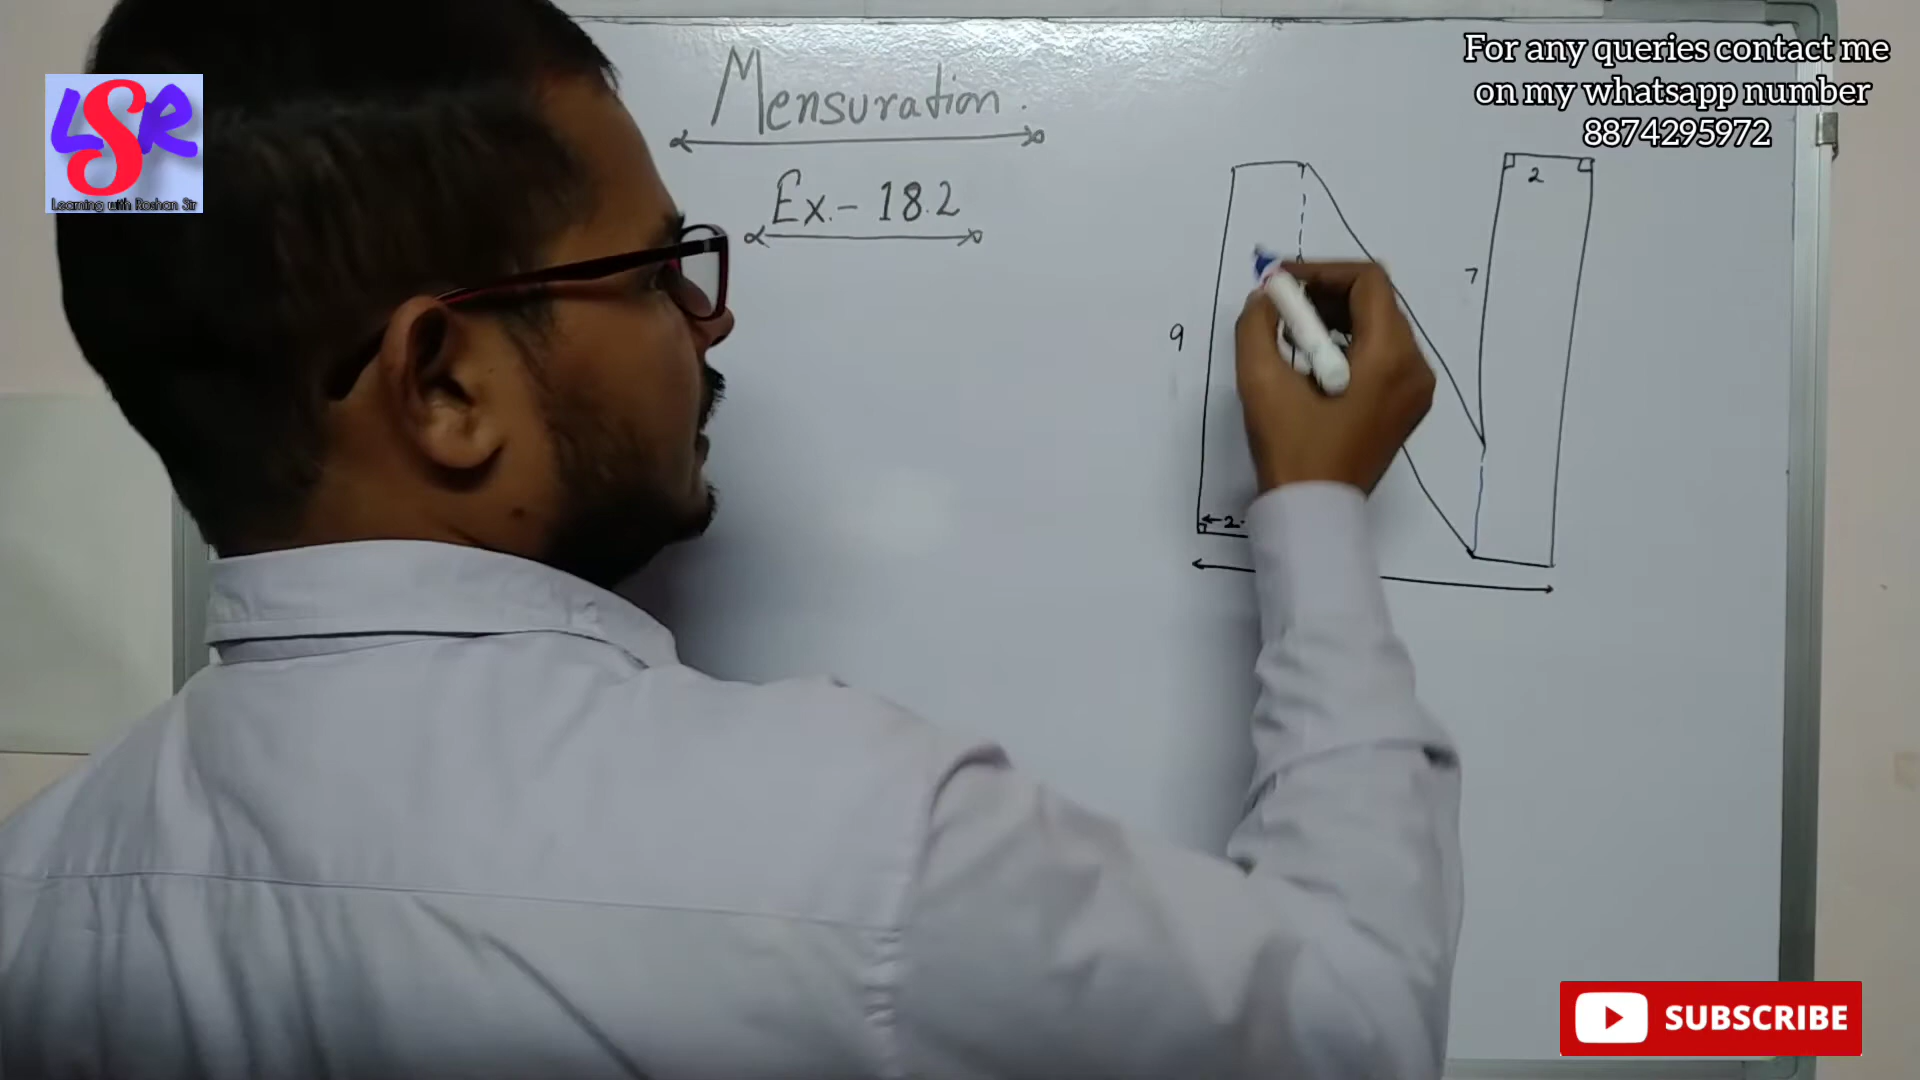 For any queries contact me
on my whatsapp number
8874295972
LSR
Learning with Roshan Sir
Mensuration.
Ex.- 18.2
2
7
9
2
SUBSCRIBE